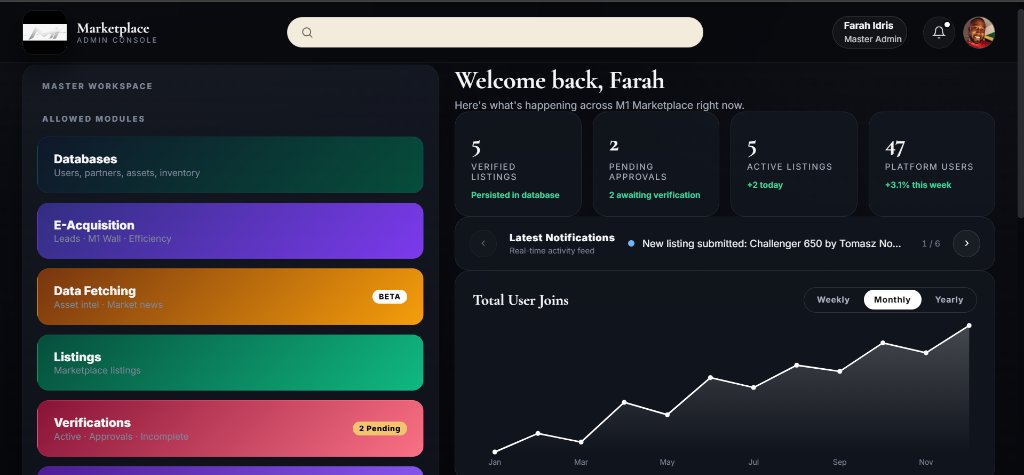 Marketplace
ADMIN CONSOLE
Farah Idris
Master Admin
MASTER WORKSPACE
ALLOWED MODULES
Databases
Users, partners, assets, inventory
E-Acquisition
Leads · M1 Wall · Efficiency
Data Fetching
Asset intel · Market news
BETA
Listings
Marketplace listings
Verifications
Active · Approvals · Incomplete
2 Pending
Welcome back, Farah
Here's what's happening across M1 Marketplace right now.
5
VERIFIED
LISTINGS
Persisted in database
2
PENDING
APPROVALS
2 awaiting verification
5
ACTIVE LISTINGS
+2 today
47
PLATFORM USERS
+3.1% this week
Latest Notifications
Real-time activity feed
New listing submitted: Challenger 650 by Tomasz No...
1 / 6
Total User Joins
Weekly
Monthly
Yearly
Jan
Mar
May
Jul
Sep
Nov